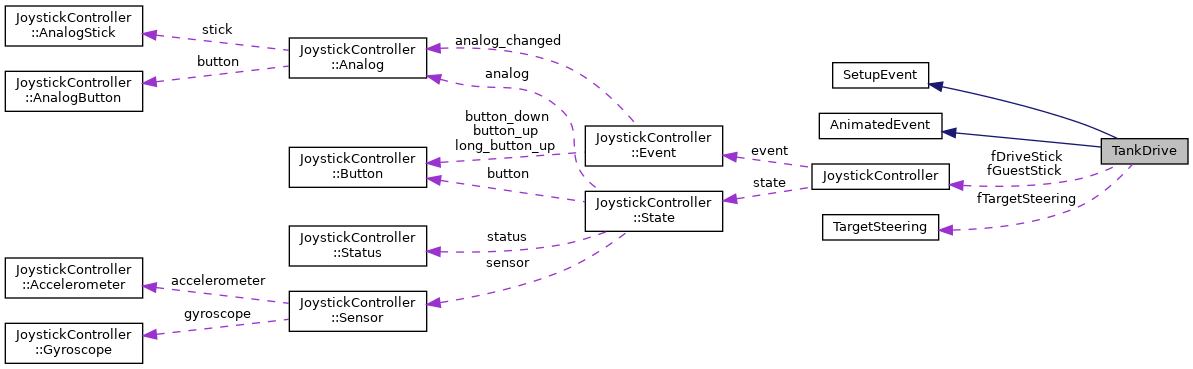 JoystickController
::AnalogStick
JoystickController
::AnalogButton
stick
button
JoystickController
::Analog
analog_changed
analog
button_down
button_up
long_button_up
JoystickController
::Button
button
JoystickController
::Status
status
sensor
JoystickController
::Accelerometer
accelerometer
JoystickController
::Sensor
gyroscope
JoystickController
::Gyroscope
JoystickController
::Event
event
JoystickController
::State
state
SetupEvent
AnimatedEvent
JoystickController
TargetSteering
fDriveStick
fGuestStick
fTargetSteering
TankDrive